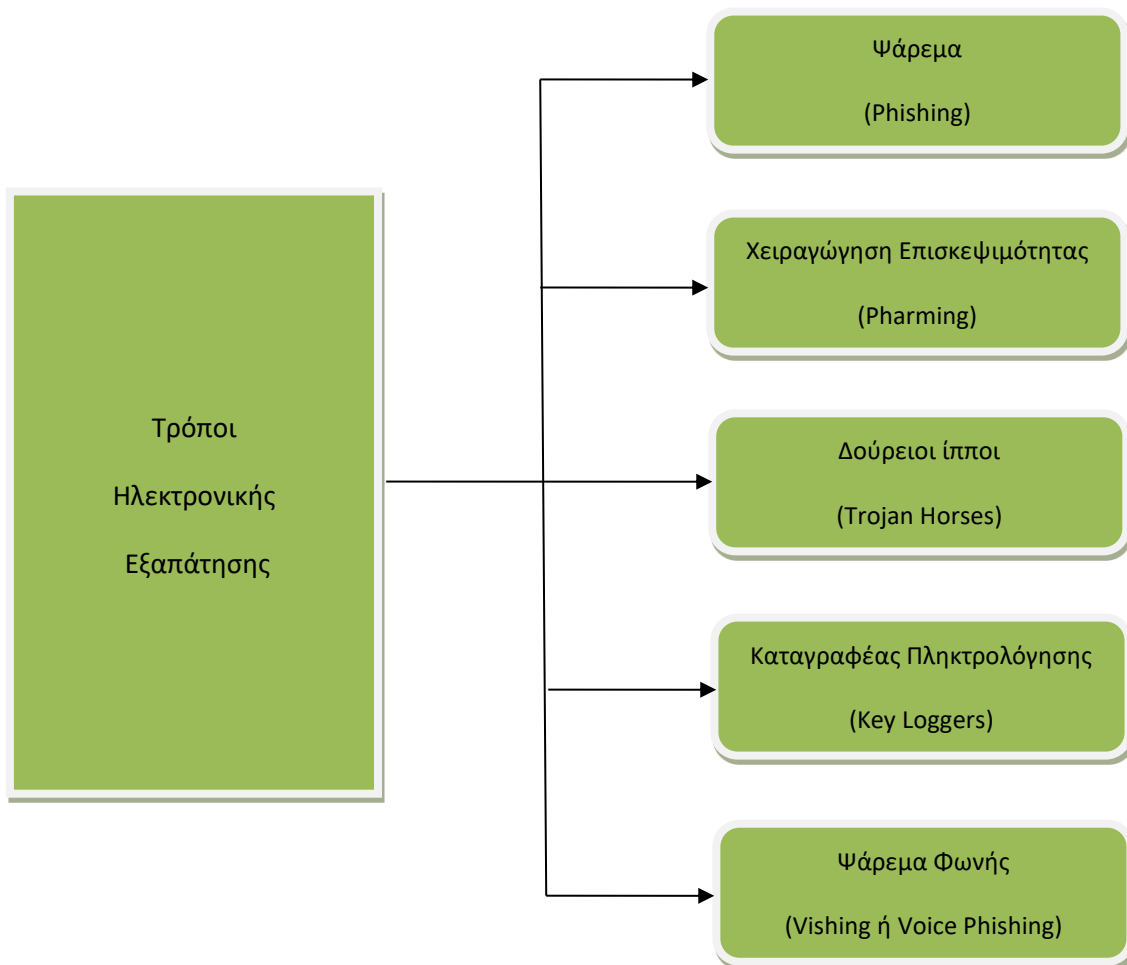 Ψάρεμα
(Phishing)
Χειραγώγηση Επισκεψιμότητας
(Pharming)
Τρόποι
Ηλεκτρονικής
Εξαπάτησης
Δούρειοι ίπποι
(Trojan Horses)
Καταγραφέας Πληκτρολόγησης
(Key Loggers)
Ψάρεμα Φωνής
(Vishing ή Voice Phishing)